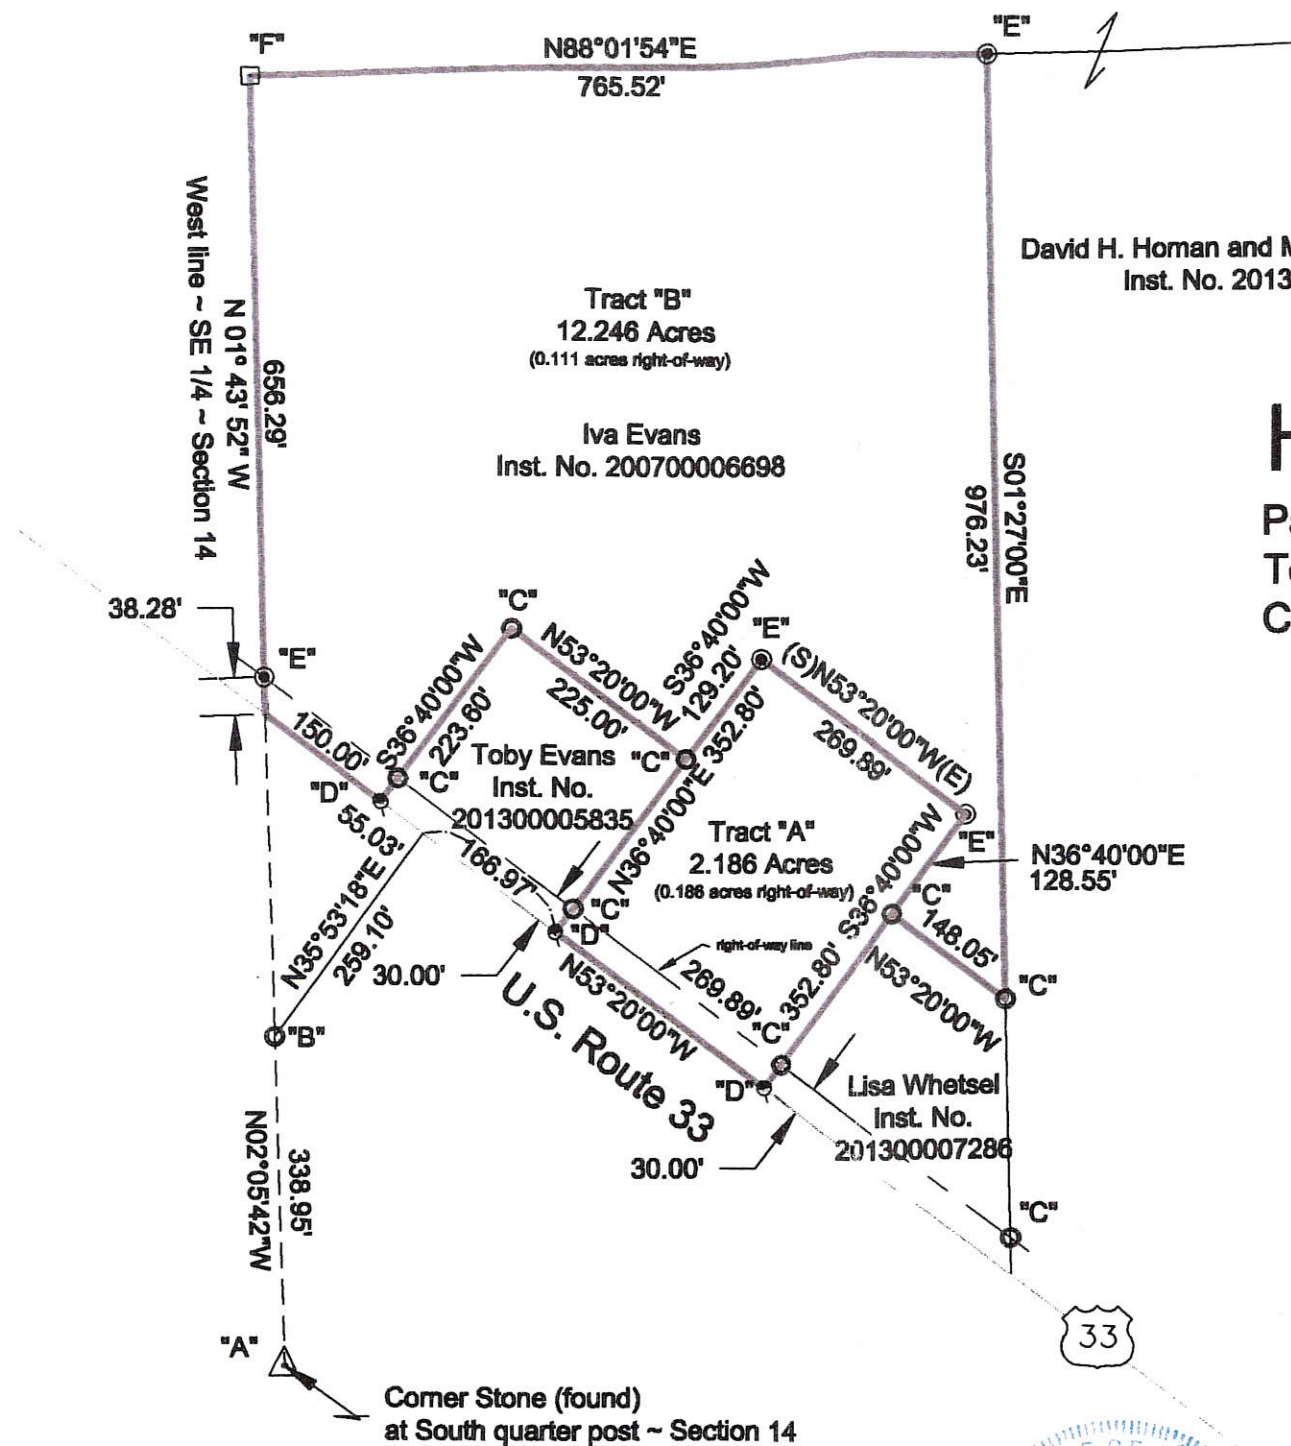 "F"
N88°01'54"E
765.52'
"E"
David H. Homan and M
Inst. No. 2013
West line ~ SE 1/4 ~ Section 14
N 01° 43' 52" W
656.29'
Tract "B"
12.246 Acres
(0.111 acres right-of-way)
Iva Evans
Inst. No. 200700006698
H
S01°27'00"E
976.23'
38.28'
"E"
150.00'
"D"
55.03'
S36°40'00"W
223.60'
"C"
"C"
N53°20'00"W
225.00'
S36°40'00"W
129.20'
"E"
(S)N53°20'00"W(E)
269.89'
Toby Evans
Inst. No.
201300005835
"C"
N36°40'00"E
352.80'
Tract "A"
2.186 Acres
(0.186 acres right-of-way)
"E"
N36°40'00"E
128.55'
S36°40'00"W
352.80'
"C"
148.05'
N53°20'00"W
"C"
166.97'
"C"
"D"
30.00'
right-of-way line
269.89'
N53°20'00"W
"C"
"D"
30.00'
U.S. Route 33
N35°53'18"E
259.10'
"B"
Lisa Whetsel
Inst. No.
201300007286
"C"
33
N02°05'42"W
338.95'
"A"
Corner Stone (found)
at South quarter post ~ Section 14